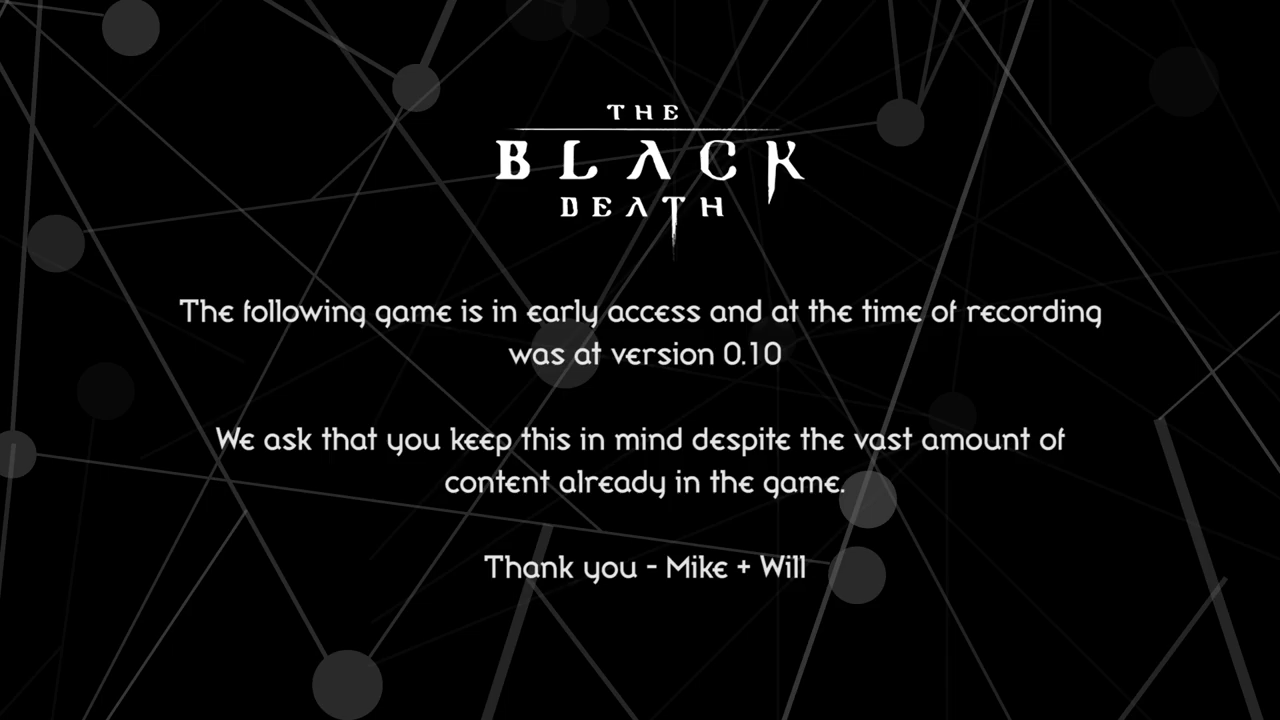 THE
BLACK
DEATH
The following game is in early access and at the time of recording
was at version 0.10
We ask that you keep this in mind despite the vast amount of
content already in the game.
Thank you - Mike + Will